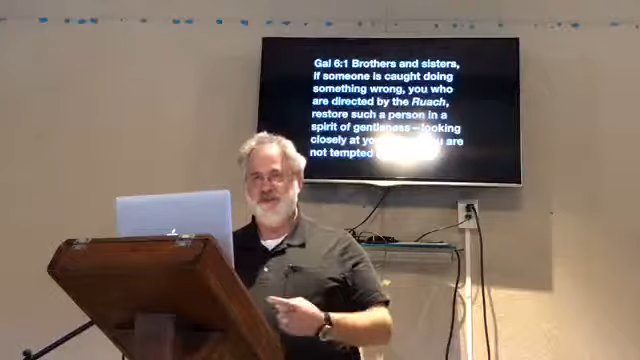 Gal 6:1 Brothers and sisters,
if someone is caught doing
something wrong, you who
are directed by the Ruach,
restore such a person in a
spirit of gentleness—looking
closely at are
not tempted